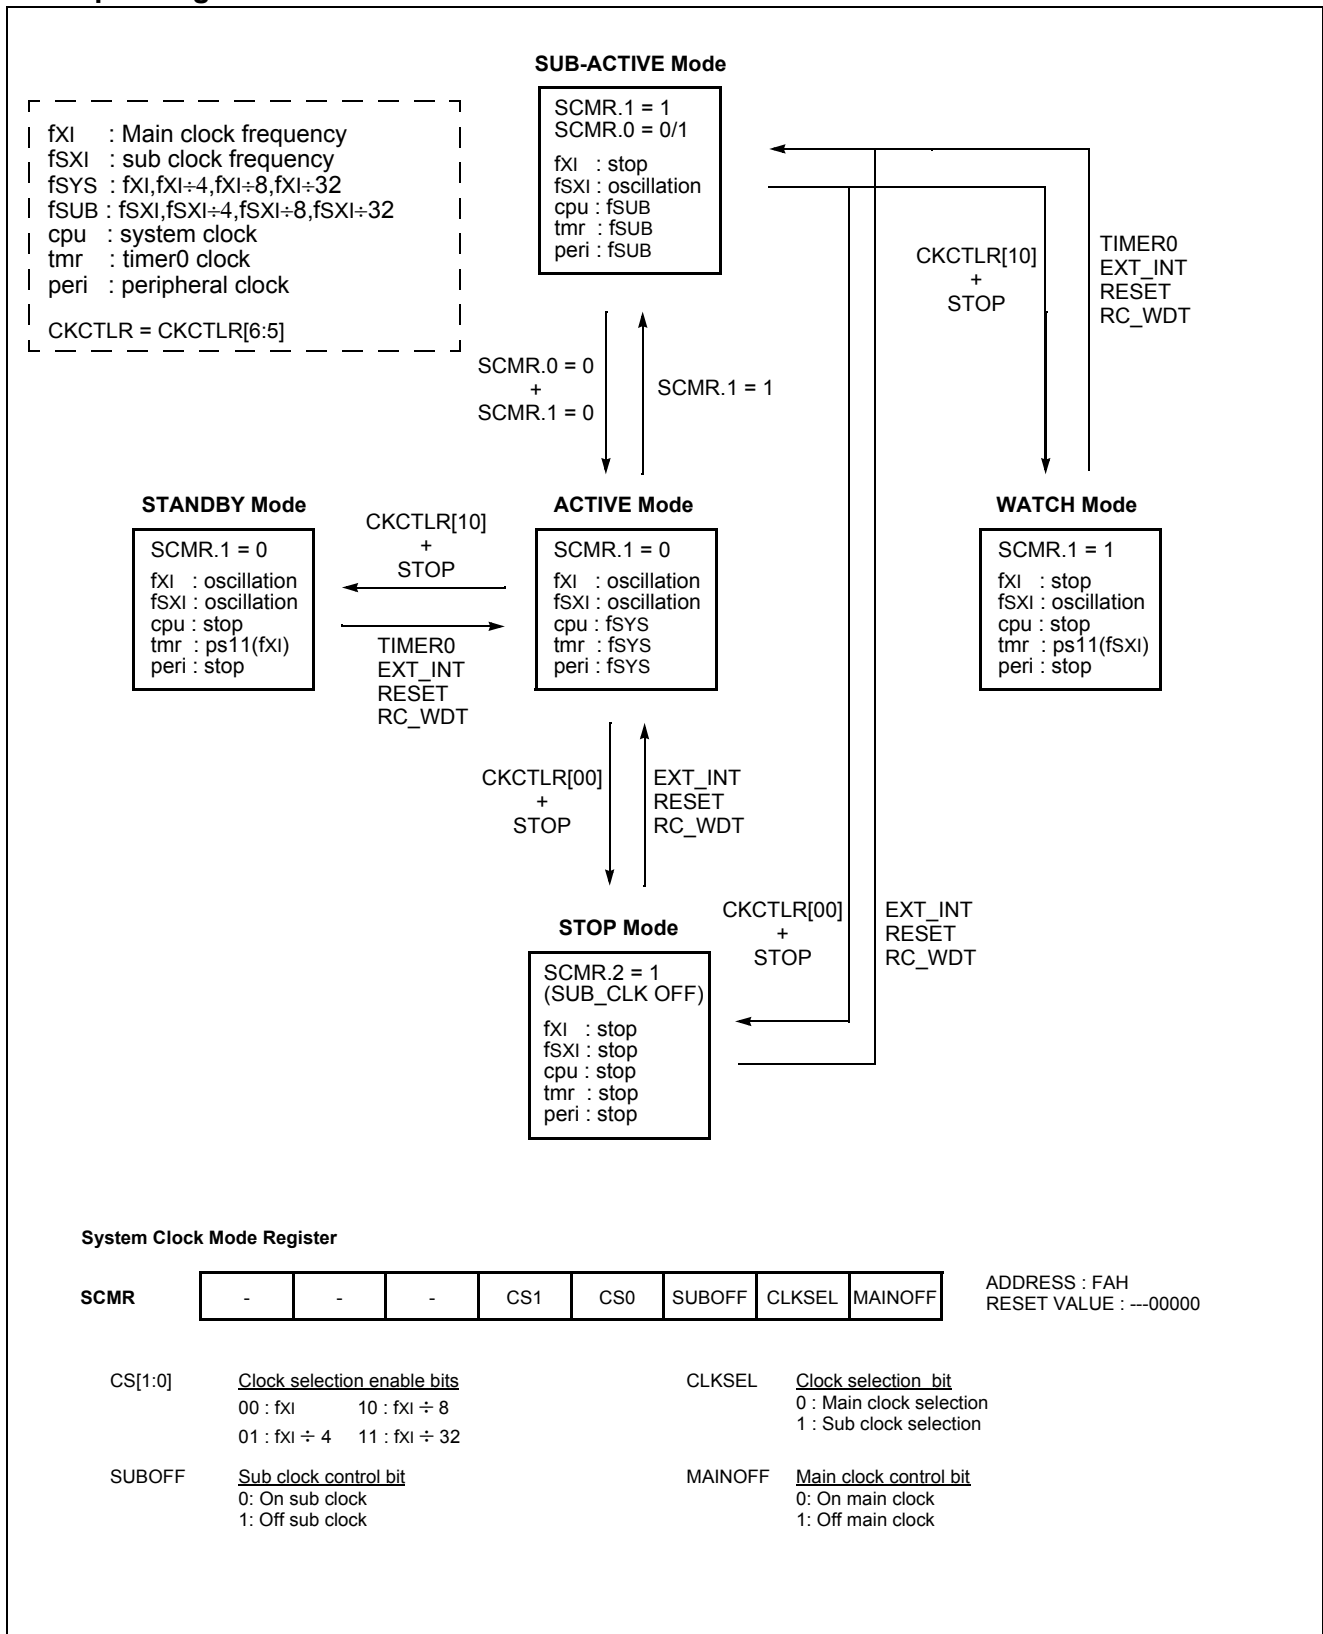 SUB-ACTIVE Mode
SCMR.1 = 1
SCMR.0 = 0/1
fXI : stop
fSXI : oscillation
cpu : fSUB
tmr : fSUB
peri : fSUB
fXI : Main clock frequency
fSXI : sub clock frequency
fSYS : fXI,fXI÷4,fXI÷8,fXI÷32
fSUB : fSXI,fSXI÷4,fSXI÷8,fSXI÷32
cpu : system clock
tmr : timer0 clock
peri : peripheral clock
CKCTLR = CKCTLR[6:5]
CKCTLR[10]
+
STOP
TIMER0
EXT_INT
RESET
RC_WDT
SCMR.0 = 0
+
SCMR.1 = 0
SCMR.1 = 1
STANDBY Mode
SCMR.1 = 0
fXI : oscillation
fSXI : oscillation
cpu : stop
tmr : ps11(fXI)
peri : stop
CKCTLR[10]
+
STOP
TIMER0
EXT_INT
RESET
RC_WDT
ACTIVE Mode
SCMR.1 = 0
fXI : oscillation
fSXI : oscillation
cpu : fSYS
tmr : fSYS
peri : fSYS
WATCH Mode
SCMR.1 = 1
fXI : stop
fSXI : oscillation
cpu : stop
tmr : ps11(fSXI)
peri : stop
CKCTLR[00]
+
STOP
EXT_INT
RESET
RC_WDT
STOP Mode
SCMR.2 = 1
(SUB_CLK OFF)
fXI : stop
fSXI : stop
cpu : stop
tmr : stop
peri : stop
CKCTLR[00]
+
STOP
EXT_INT
RESET
RC_WDT
System Clock Mode Register
SCMR - - - CS1 CS0 SUBOFF CLKSEL MAINOFF
ADDRESS : FAH
RESET VALUE : ---00000
CS[1:0] Clock selection enable bits
00 : fXI 10 : fXI ÷ 8
01 : fXI ÷ 4 11 : fXI ÷ 32
CLKSEL Clock selection bit
0 : Main clock selection
1 : Sub clock selection
SUBOFF Sub clock control bit
0: On sub clock
1: Off sub clock
MAINOFF Main clock control bit
0: On main clock
1: Off main clock